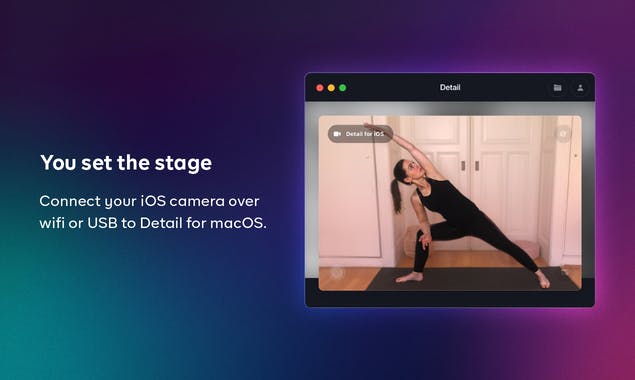 Detail
Detail for iOS
You set the stage
Connect your iOS camera over
wifi or USB to Detail for macOS.